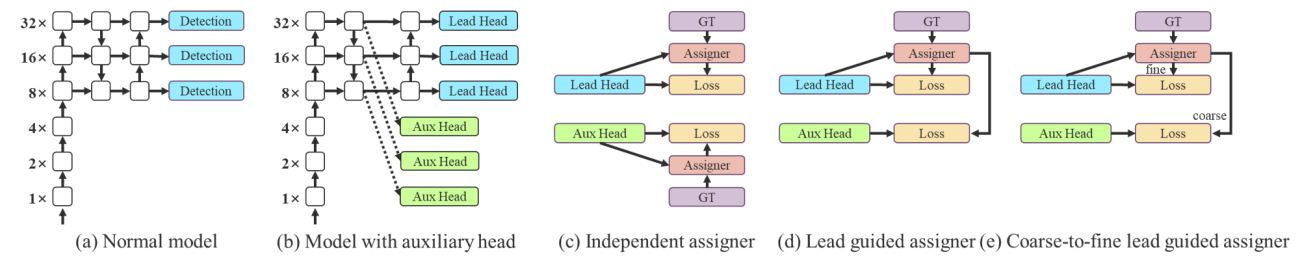 32× Detection
16× Detection
8× Detection
4×
2×
1×
(a) Normal model
32× Lead Head
16× Lead Head
8× Lead Head
4× Aux Head
2× Aux Head
1× Aux Head
(b) Model with auxiliary head
GT
Assigner
Lead Head Loss
Aux Head Loss
Assigner
GT
(c) Independent assigner
GT
Assigner
Lead Head Loss
Aux Head Loss
(d) Lead guided assigner
GT
Assigner
fine
Lead Head Loss
coarse
Aux Head Loss
(e) Coarse-to-fine lead guided assigner